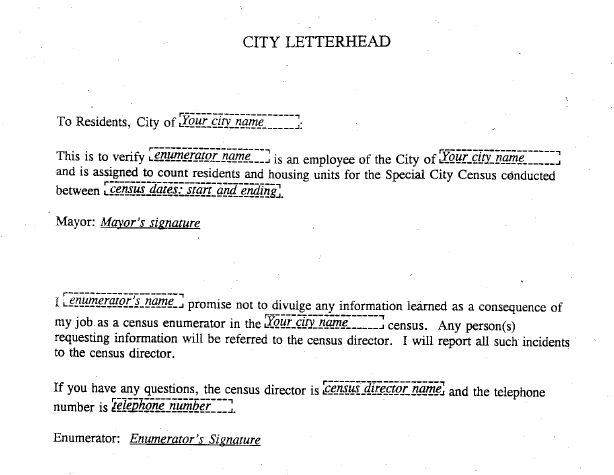 CITY LETTERHEAD
To Residents, City of Your city name :
This is to verify enumerator name is an employee of the City of Your city name
and is assigned to count residents and housing units for the Special City Census conducted
between census dates: start and ending.
Mayor: Mayor's signature
I enumerator's name promise not to divulge any information learned as a consequence of
my job as a census enumerator in the Your city name census. Any person(s)
requesting information will be referred to the census director. I will report all such incidents
to the census director.
If you have any questions, the census director is census director name and the telephone
number is telephone number.
Enumerator: Enumerator's Signature